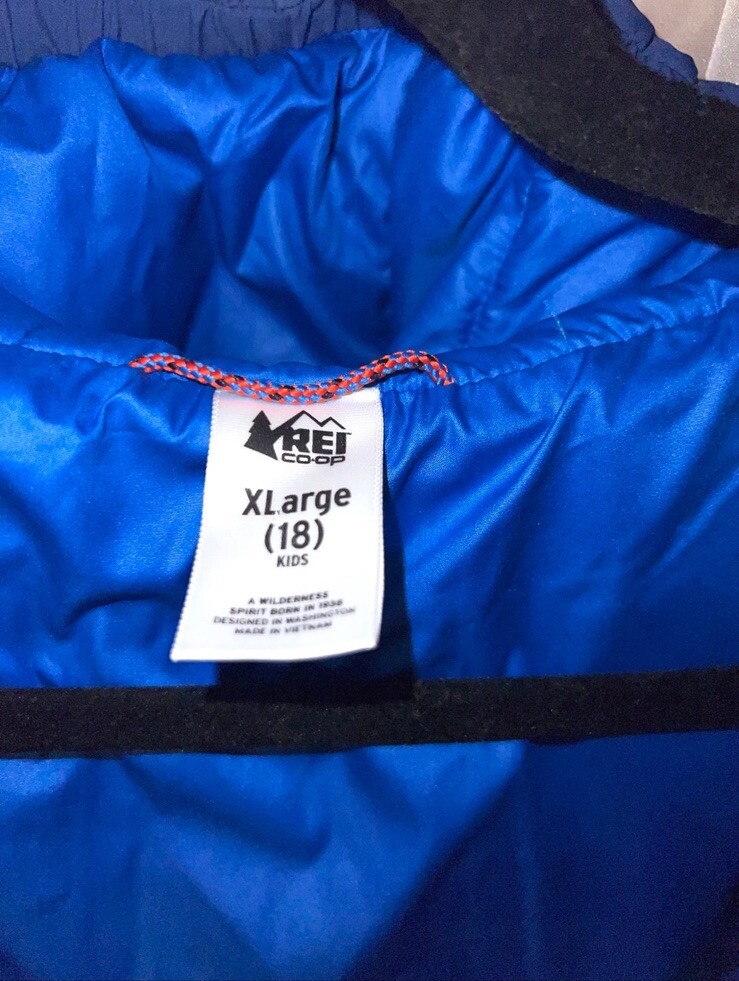 REI
CO·OP
XLarge
(18)
KIDS
A WILDERNESS
SPIRIT BORN IN 1938
DESIGNED IN WASHINGTON
MADE IN VIETNAM